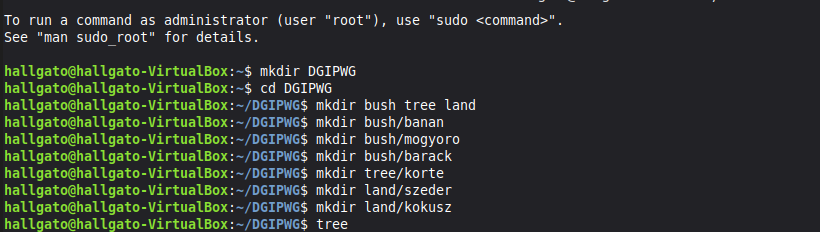 To run a command as administrator (user "root"), use "sudo <command>".
See "man sudo_root" for details.
hallgato@hallgato-VirtualBox:~$ mkdir DGIPWG
hallgato@hallgato-VirtualBox:~$ cd DGIPWG
hallgato@hallgato-VirtualBox:~/DGIPWG$ mkdir bush tree land
hallgato@hallgato-VirtualBox:~/DGIPWG$ mkdir bush/banan
hallgato@hallgato-VirtualBox:~/DGIPWG$ mkdir bush/mogyoro
hallgato@hallgato-VirtualBox:~/DGIPWG$ mkdir bush/barack
hallgato@hallgato-VirtualBox:~/DGIPWG$ mkdir tree/korte
hallgato@hallgato-VirtualBox:~/DGIPWG$ mkdir land/szeder
hallgato@hallgato-VirtualBox:~/DGIPWG$ mkdir land/kokusz
hallgato@hallgato-VirtualBox:~/DGIPWG$ tree